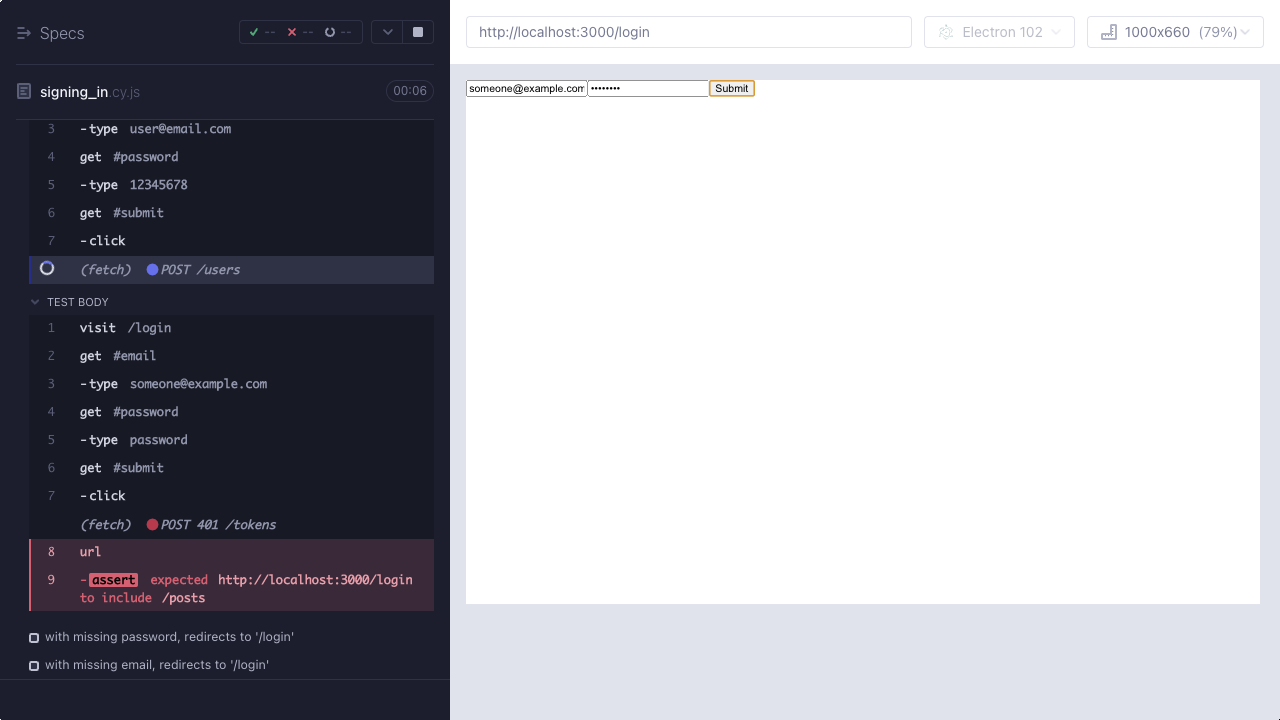 Specs
-- -- --
signing_in.cy.js
00:06
3 -type user@email.com
4 get #password
5 -type 12345678
6 get #submit
7 -click
(fetch) POST /users
TEST BODY
1 visit /login
2 get #email
3 -type someone@example.com
4 get #password
5 -type password
6 get #submit
7 -click
(fetch) POST 401 /tokens
8 url
9 -assert expected http://localhost:3000/login
to include /posts
with missing password, redirects to '/login'
with missing email, redirects to '/login'
http://localhost:3000/login
Electron 102
1000x660 (79%)
someone@example.com
••••••••
Submit